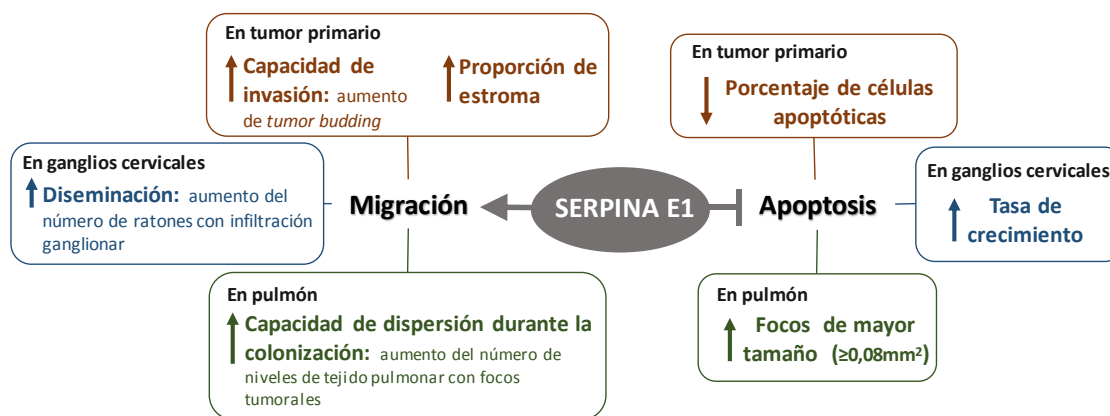 En tumor primario
Capacidad de
invasión: aumento
de tumor budding
Proporción de
estroma
En tumor primario
Porcentaje de células
apoptóticas
En ganglios cervicales
Diseminación: aumento del
número de ratones con infiltración
ganglionar
Migración
SERPINA E1
Apoptosis
En ganglios cervicales
Tasa de
crecimiento
En pulmón
Capacidad de dispersión durante la
colonización: aumento del número de
niveles de tejido pulmonar con focos
tumorales
En pulmón
Focos de mayor
tamaño (≥0,08mm²)